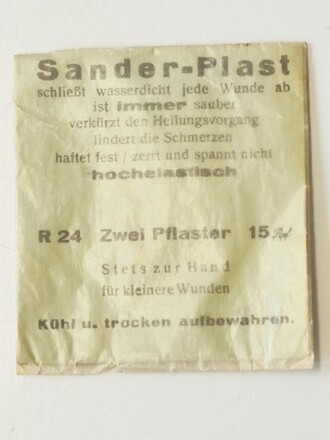 Sander-Plast
schließt wasserdicht jede Wunde ab
ist immer sauber
verkürzt den Heilungsvorgang
lindert die Schmerzen
haftet fest / zerrt und spannt nicht
hochelastisch
R 24 Zwei Pflaster 15 Rpf.
Stets zur Hand
für kleinere Wunden
Kühl u. trocken aufbewahren.